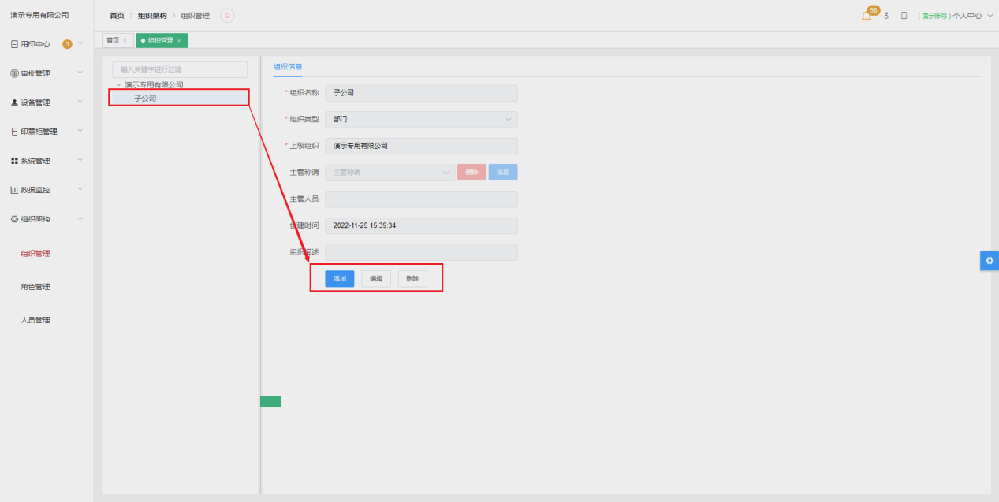 演示专用有限公司
首页 组织架构 组织管理
58
(演示账号) 个人中心
用印中心 3
审批管理
设备管理
印章柜管理
系统管理
数据监控
组织架构
组织管理
角色管理
人员管理
首页 ×
组织管理 ×
输入关键字进行过滤
演示专用有限公司
子公司
组织信息
* 组织名称 子公司
* 组织类型 部门
* 上级组织 演示专用有限公司
主管称谓 主管称谓 删除 添加
主管人员
创建时间 2022-11-25 15:39:34
组织描述
添加 编辑 删除